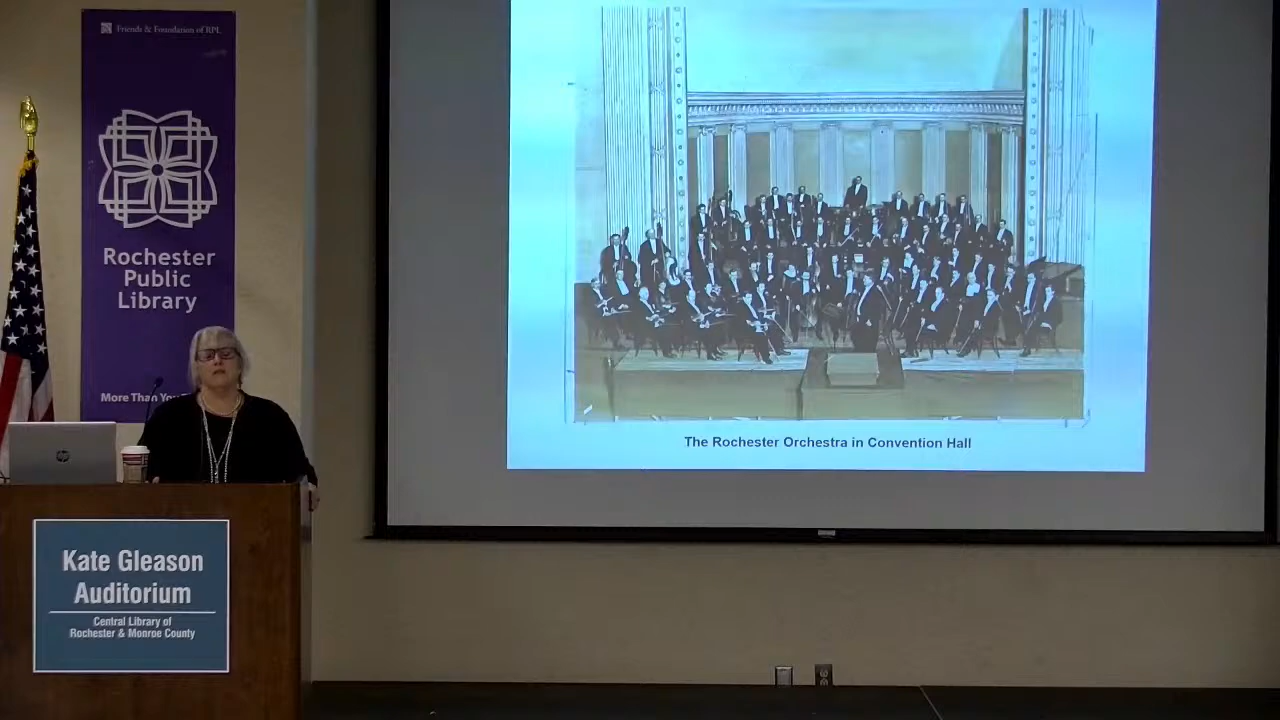 Friends & Foundation of RPL
Rochester
Public
Library
More Than
hp
Kate Gleason
Auditorium
Central Library of
Rochester & Monroe County
The Rochester Orchestra in Convention Hall